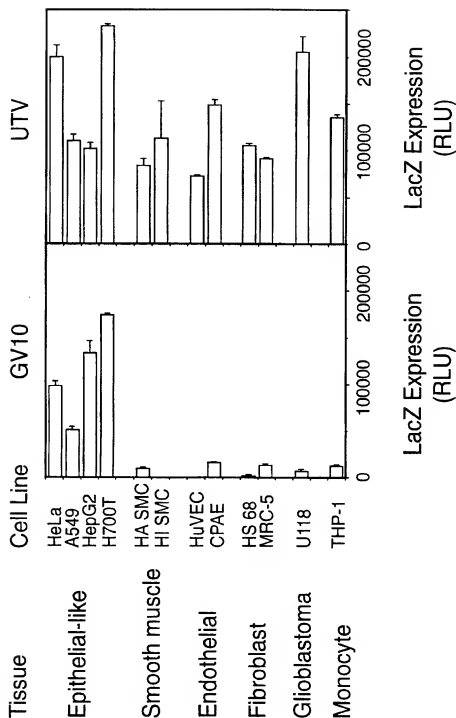 Tissue Cell Line GV10 UTV
Epithelial-like
HeLa
A549
HepG2
H700T
Smooth muscle
HA SMC
HI SMC
Endothelial
HuVEC
CPAE
Fibroblast
HS 68
MRC-5
Glioblastoma U118
Monocyte THP-1
0 100000 200000
0 100000 200000
LacZ Expression
(RLU)
LacZ Expression
(RLU)